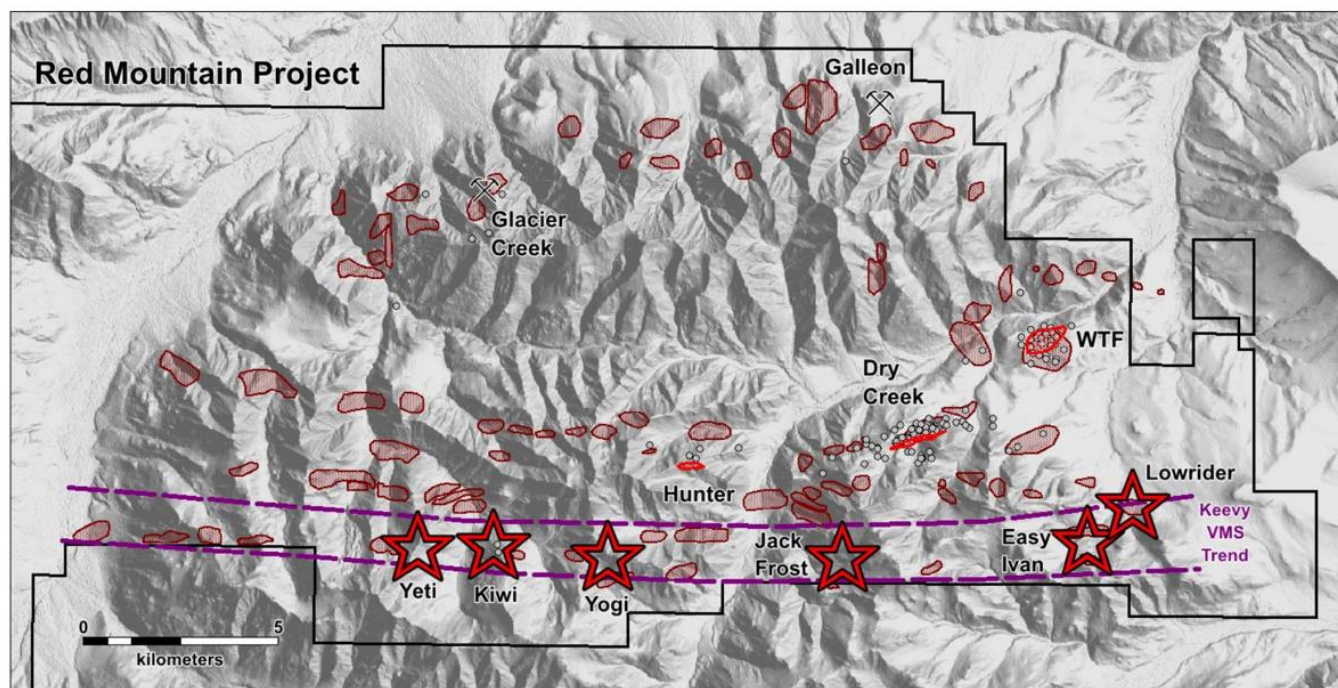 Red Mountain Project
Galleon
Glacier
Creek
WTF
Dry
Creek
Lowrider
Hunter
Keevy
VMS
Trend
Jack
Frost
Easy
Ivan
Yeti
Kiwi
Yogi
0 5
kilometers